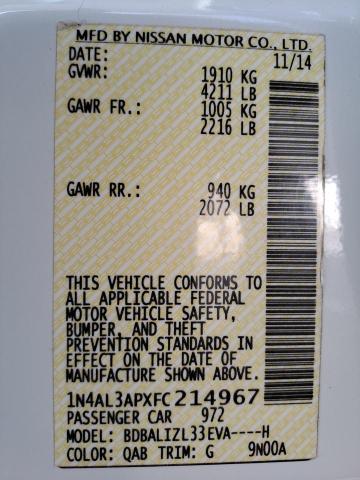 MFD BY NISSAN MOTOR CO., LTD.
DATE: 11/14
GVWR: 1910 KG
4211 LB
GAWR FR.: 1005 KG
2216 LB
GAWR RR.: 940 KG
2072 LB
THIS VEHICLE CONFORMS TO
ALL APPLICABLE FEDERAL
MOTOR VEHICLE SAFETY,
BUMPER, AND THEFT
PREVENTION STANDARDS IN
EFFECT ON THE DATE OF
MANUFACTURE SHOWN ABOVE.
1N4AL3APXFC214967
PASSENGER CAR 972
MODEL: BDBALIZL33EVA----H
COLOR: QAB TRIM: G 9N00A